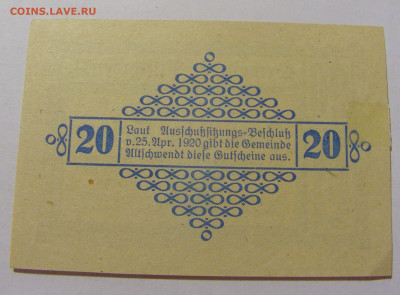 COINS.LAVE.RU
20 20
Laut Ausschußsitzungs-Beschluß
v. 25. Apr. 1920 gibt die Gemeinde
Altschwendt diese Gutscheine aus.